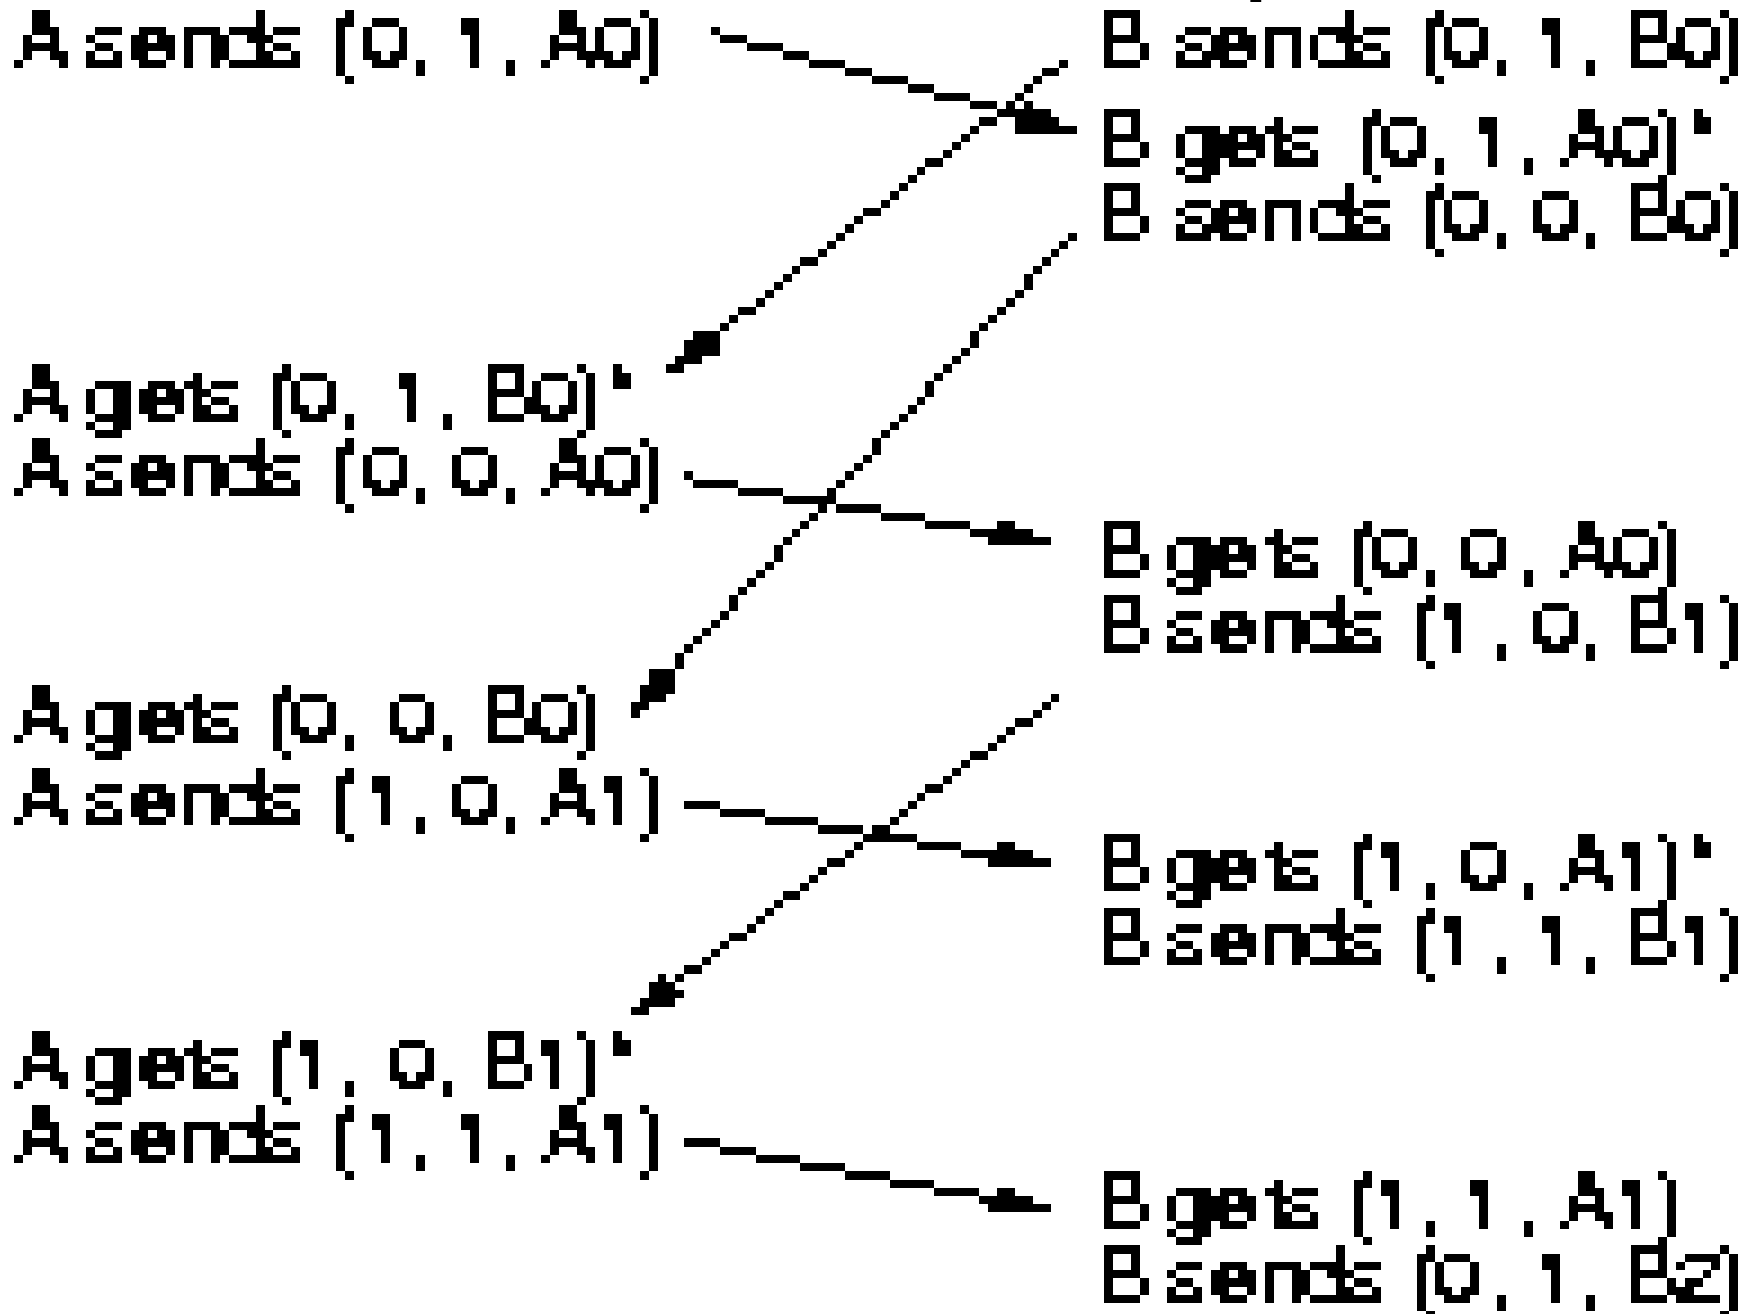 A sends (0, 1, A0)
B sends (0, 1, B0)
B gets (0, 1, A0)*
B sends (0, 0, B0)
A gets (0, 1, B0)*
A sends (0, 0, A0)
B gets (0, 0, A0)
B sends (1, 0, B1)
A gets (0, 0, B0)
A sends (1, 0, A1)
B gets (1, 0, A1)*
B sends (1, 1, B1)
A gets (1, 0, B1)*
A sends (1, 1, A1)
B gets (1, 1, A1)
B sends (0, 1, B2)